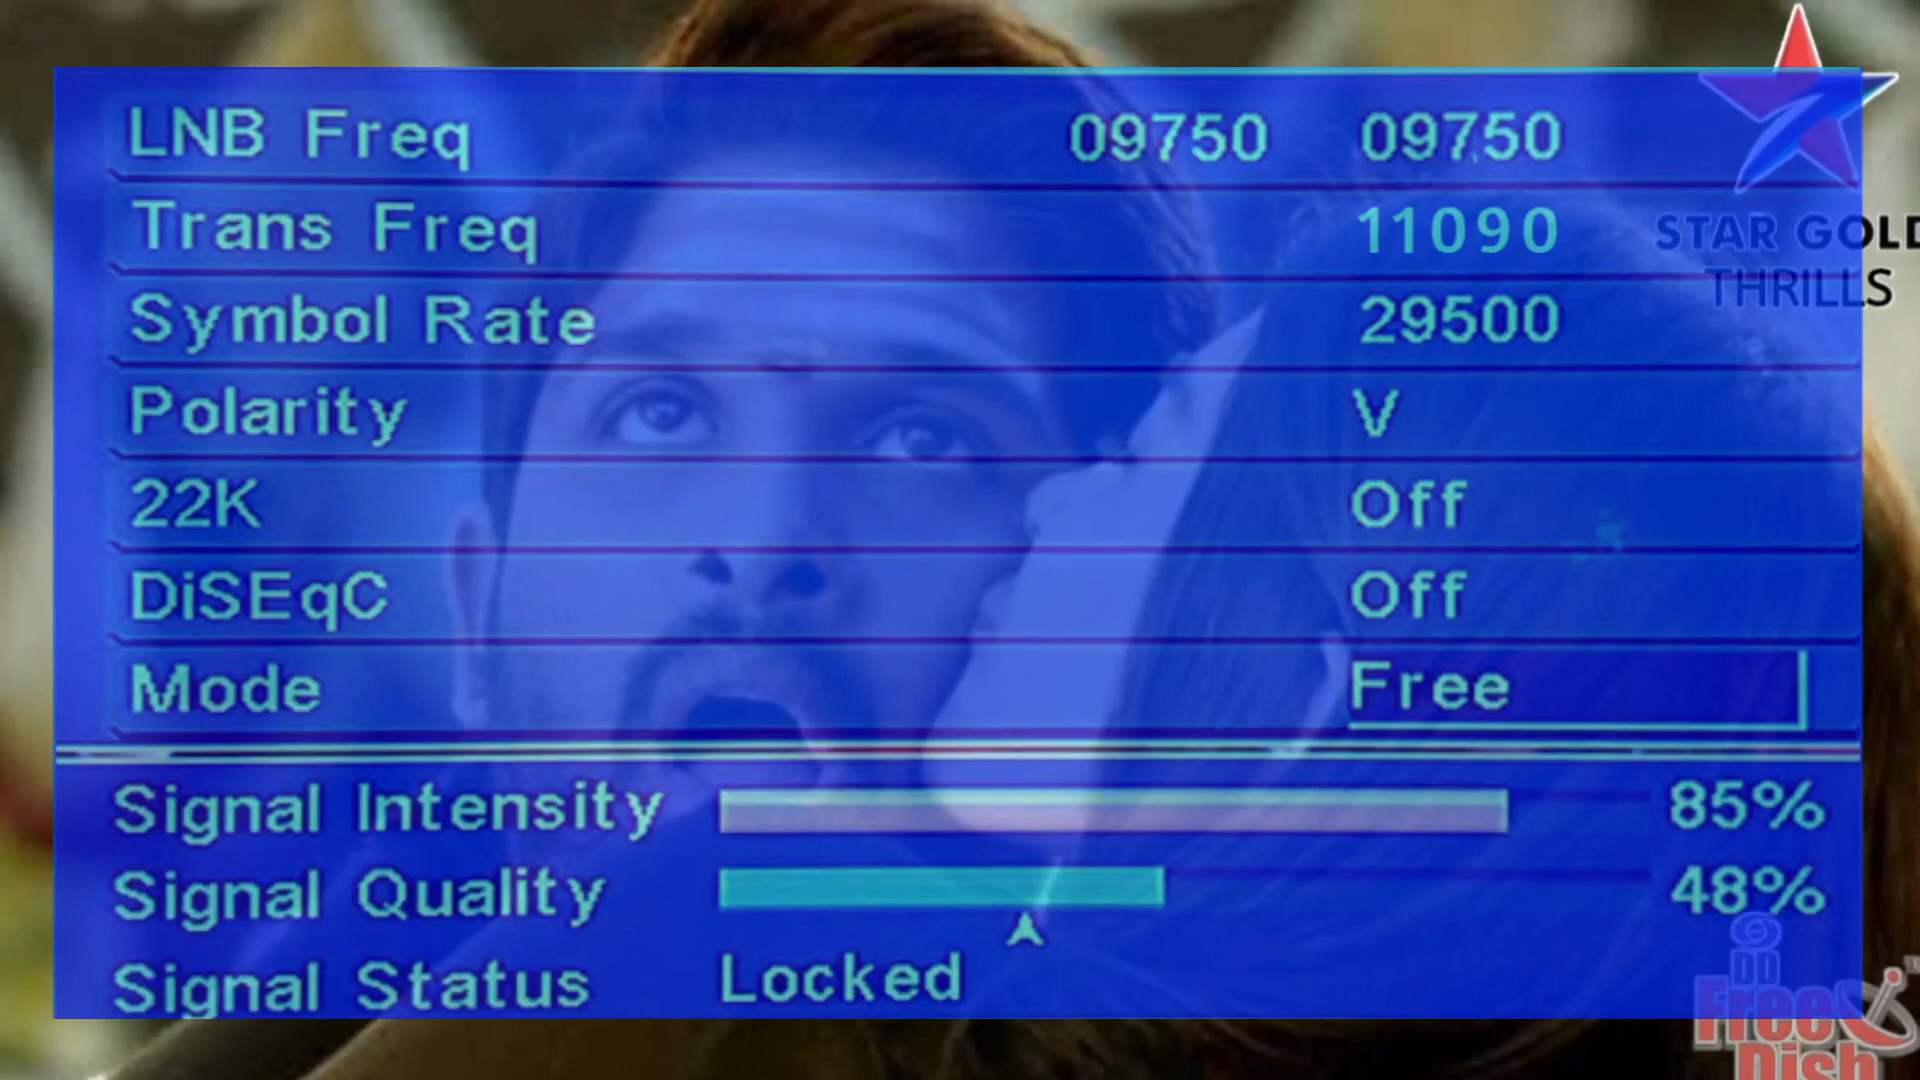 LNB Freq 09750 09750
Trans Freq 11090
STAR GOLD
THRILLS
Symbol Rate 29500
Polarity V
22K Off
DiSEqC Off
Mode Free
Signal Intensity 85%
Signal Quality 48%
Signal Status Locked
DD
Free
Dish